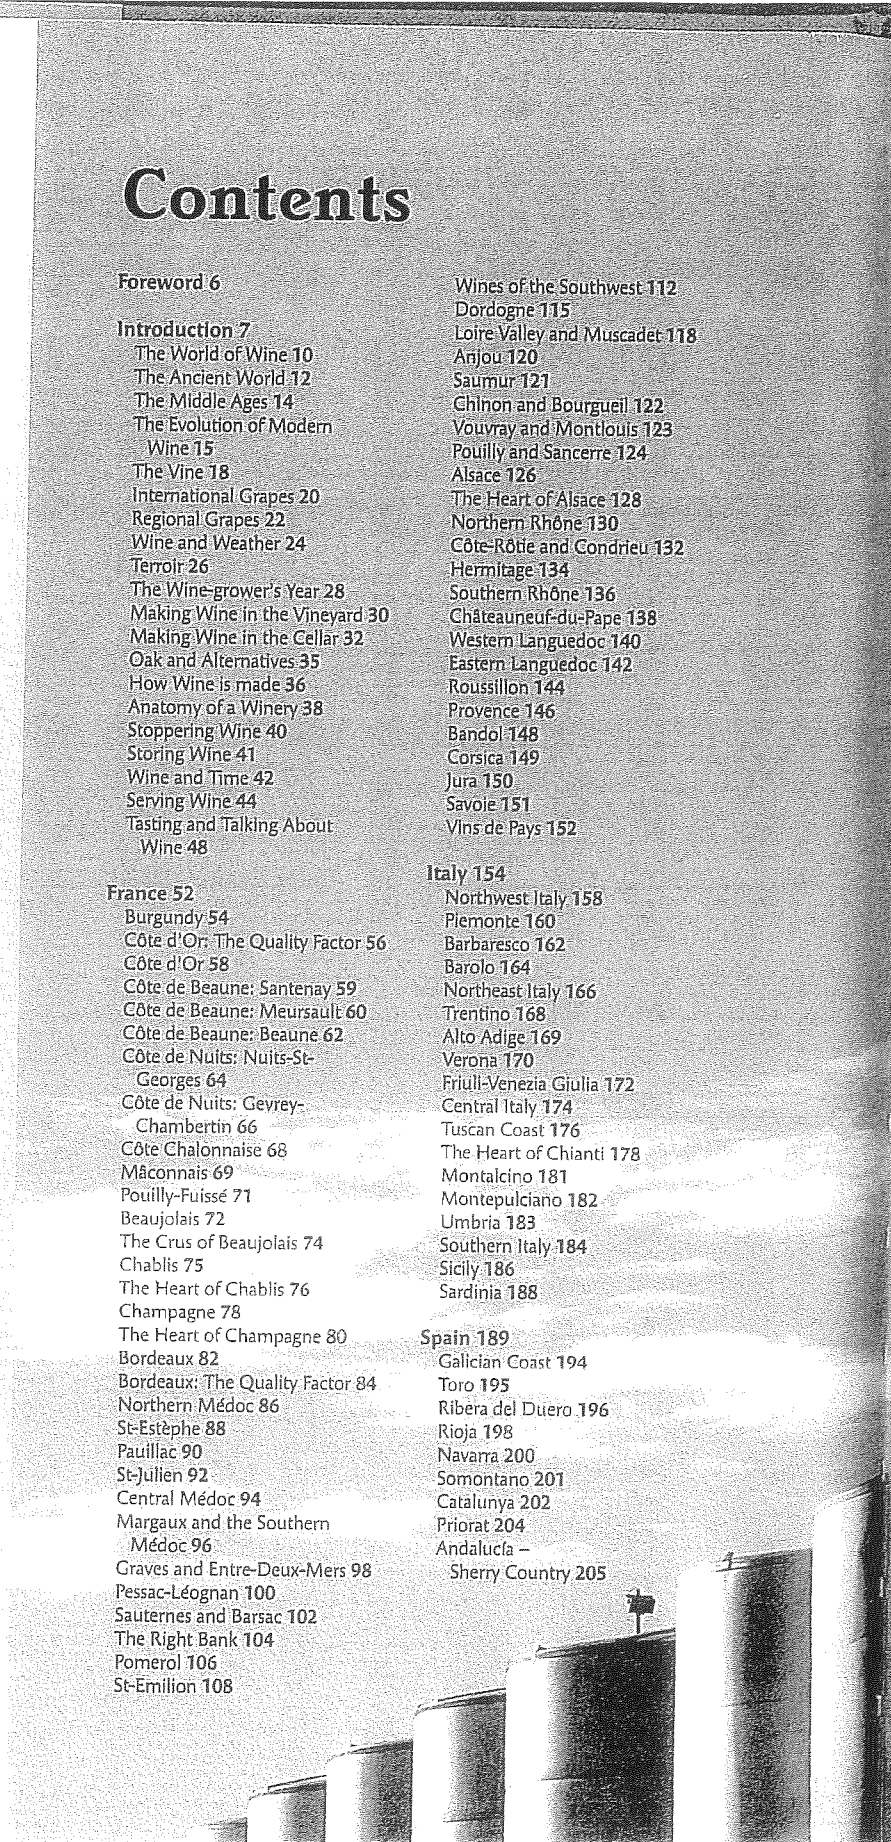 Contents
Foreword 6
Introduction 7
The World of Wine 10
The Ancient World 12
The Middle Ages 14
The Evolution of Modern
Wine 15
The Vine 18
International Grapes 20
Regional Grapes 22
Wine and Weather 24
Terroir 26
The Wine-grower's Year 28
Making Wine in the Vineyard 30
Making Wine in the Cellar 32
Oak and Alternatives 35
How Wine is made 36
Anatomy of a Winery 38
Stoppering Wine 40
Storing Wine 41
Wine and Time 42
Serving Wine 44
Tasting and Talking About
Wine 48
France 52
Burgundy 54
Côte d'Or: The Quality Factor 56
Côte d'Or 58
Côte de Beaune: Santenay 59
Côte de Beaune: Meursault 60
Côte de Beaune: Beaune 62
Côte de Nuits: Nuits-St-
Georges 64
Côte de Nuits: Gevrey-
Chambertin 66
Côte Chalonnaise 68
Mâconnais 69
Pouilly-Fuissé 71
Beaujolais 72
The Crus of Beaujolais 74
Chablis 75
The Heart of Chablis 76
Champagne 78
The Heart of Champagne 80
Bordeaux 82
Bordeaux: The Quality Factor 84
Northern Médoc 86
St-Estèphe 88
Pauillac 90
St-Julien 92
Central Médoc 94
Margaux and the Southern
Médoc 96
Graves and Entre-Deux-Mers 98
Pessac-Léognan 100
Sauternes and Barsac 102
The Right Bank 104
Pomerol 106
St-Emilion 108
Wines of the Southwest 112
Dordogne 115
Loire Valley and Muscadet 118
Anjou 120
Saumur 121
Chinon and Bourgueil 122
Vouvray and Montlouis 123
Pouilly and Sancerre 124
Alsace 126
The Heart of Alsace 128
Northern Rhône 130
Côte-Rôtie and Condrieu 132
Hermitage 134
Southern Rhône 136
Châteauneuf-du-Pape 138
Western Languedoc 140
Eastern Languedoc 142
Roussillon 144
Provence 146
Bandol 148
Corsica 149
Jura 150
Savoie 151
Vins de Pays 152
Italy 154
Northwest Italy 158
Piemonte 160
Barbaresco 162
Barolo 164
Northeast Italy 166
Trentino 168
Alto Adige 169
Verona 170
Friuli-Venezia Giulia 172
Central Italy 174
Tuscan Coast 176
The Heart of Chianti 178
Montalcino 181
Montepulciano 182
Umbria 183
Southern Italy 184
Sicily 186
Sardinia 188
Spain 189
Galician Coast 194
Toro 195
Ribera del Duero 196
Rioja 198
Navarra 200
Somontano 201
Catalunya 202
Priorat 204
Andalucía –
Sherry Country 205